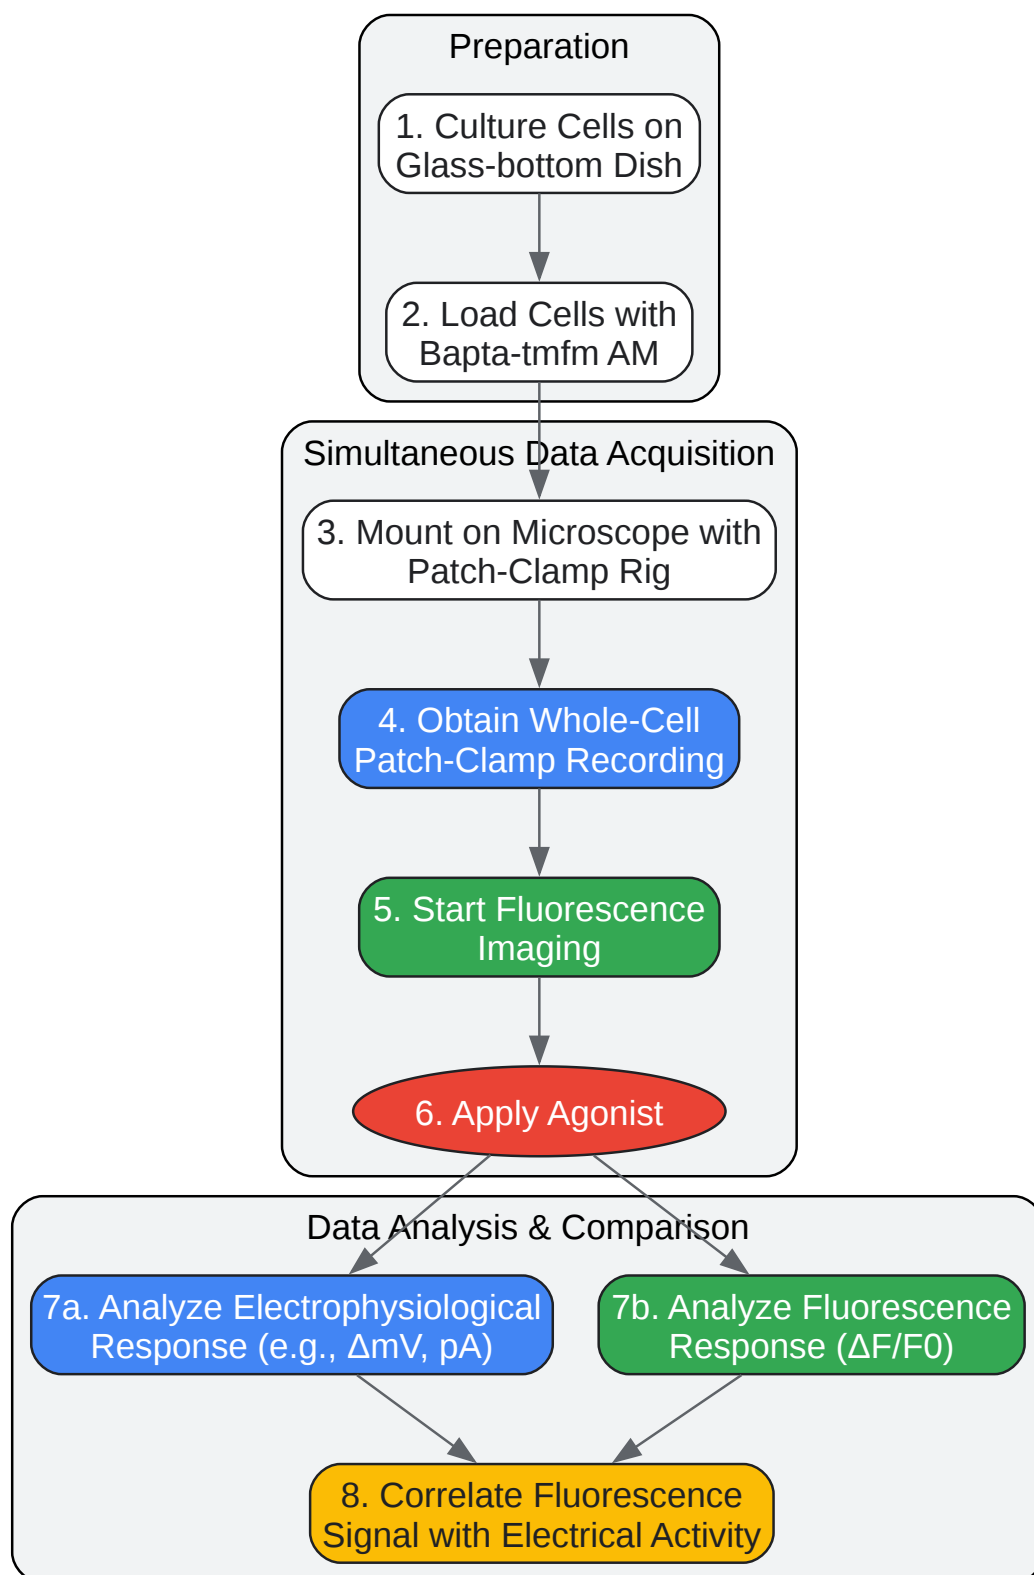 Preparation
1. Culture Cells on
Glass-bottom Dish
2. Load Cells with
Bapta-tmfm AM
Simultaneous Data Acquisition
3. Mount on Microscope with
Patch-Clamp Rig
4. Obtain Whole-Cell
Patch-Clamp Recording
5. Start Fluorescence
Imaging
6. Apply Agonist
Data Analysis & Comparison
7a. Analyze Electrophysiological
Response (e.g., ΔmV, pA)
7b. Analyze Fluorescence
Response (ΔF/F0)
8. Correlate Fluorescence
Signal with Electrical Activity